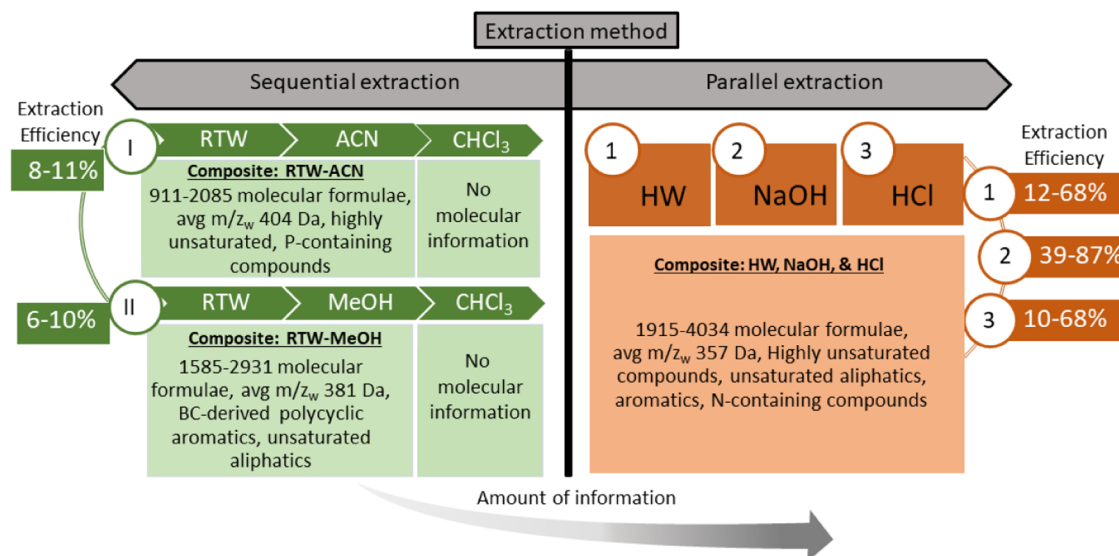 Extraction method
Sequential extraction
Parallel extraction
Extraction
Efficiency
8-11%
I
RTW
ACN
CHCl₃
Composite: RTW-ACN
911-2085 molecular formulae,
avg m/z_w 404 Da, highly
unsaturated, P-containing
compounds
No
molecular
information
6-10%
II
RTW
MeOH
CHCl₃
Composite: RTW-MeOH
1585-2931 molecular
formulae, avg m/z_w 381 Da,
BC-derived polycyclic
aromatics, unsaturated
aliphatics
No
molecular
information
1
HW
2
NaOH
3
HCl
Composite: HW, NaOH, & HCl
1915-4034 molecular formulae,
avg m/z_w 357 Da, Highly unsaturated
compounds, unsaturated aliphatics,
aromatics, N-containing compounds
Extraction
Efficiency
1
12-68%
2
39-87%
3
10-68%
Amount of information